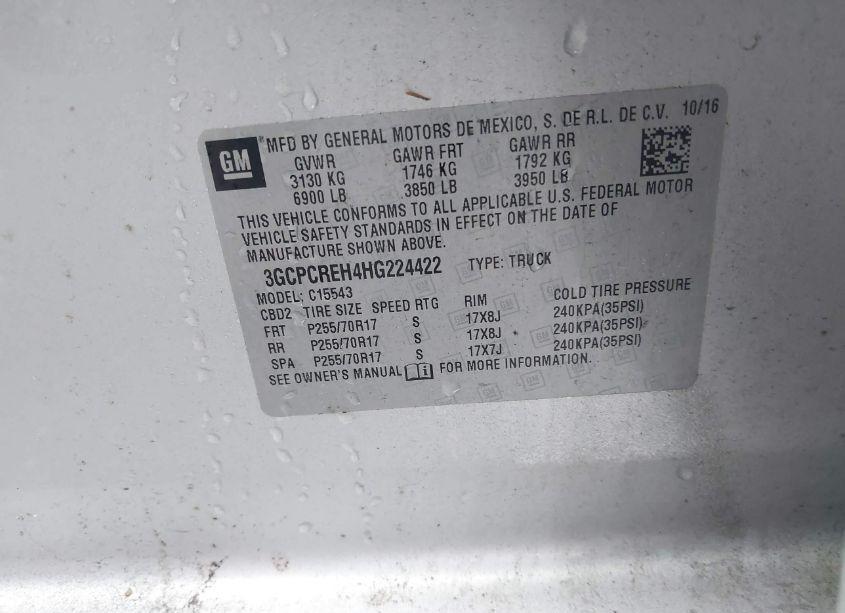 GM MFD BY GENERAL MOTORS DE MEXICO, S. DE R.L. DE C.V. 10/16
GVWR GAWR FRT GAWR RR
3130 KG 1746 KG 1792 KG
6900 LB 3850 LB 3950 LB
THIS VEHICLE CONFORMS TO ALL APPLICABLE U.S. FEDERAL MOTOR
VEHICLE SAFETY STANDARDS IN EFFECT ON THE DATE OF
MANUFACTURE SHOWN ABOVE.
3GCPCREH4HG224422 TYPE: TRUCK
MODEL: C15543
CBD2 TIRE SIZE SPEED RTG RIM COLD TIRE PRESSURE
FRT P255/70R17 S 17X8J 240KPA(35PSI)
RR P255/70R17 S 17X8J 240KPA(35PSI)
SPA P255/70R17 S 17X7J 240KPA(35PSI)
SEE OWNER'S MANUAL i FOR MORE INFORMATION.